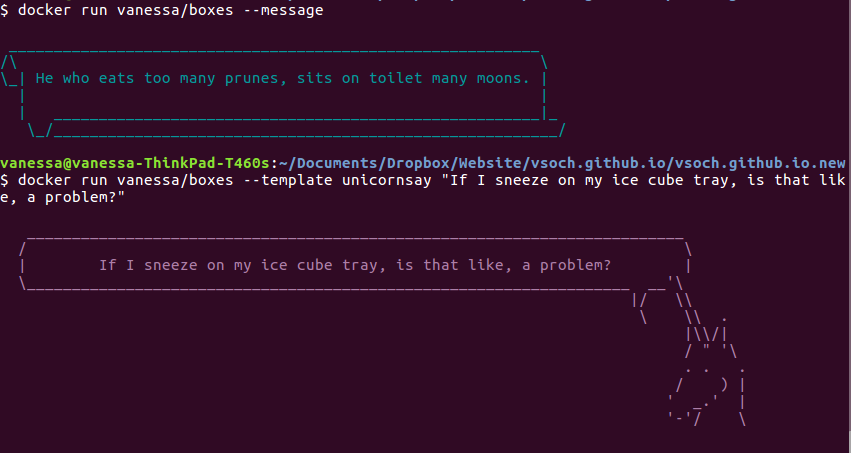 $ docker run vanessa/boxes --message
He who eats too many prunes, sits on toilet many moons.
vanessa@vanessa-ThinkPad-T460s:~/Documents/Dropbox/Website/vsoch.github.io/vsoch.github.io.new
$ docker run vanessa/boxes --template unicornsay "If I sneeze on my ice cube tray, is that lik
e, a problem?"
If I sneeze on my ice cube tray, is that like, a problem?